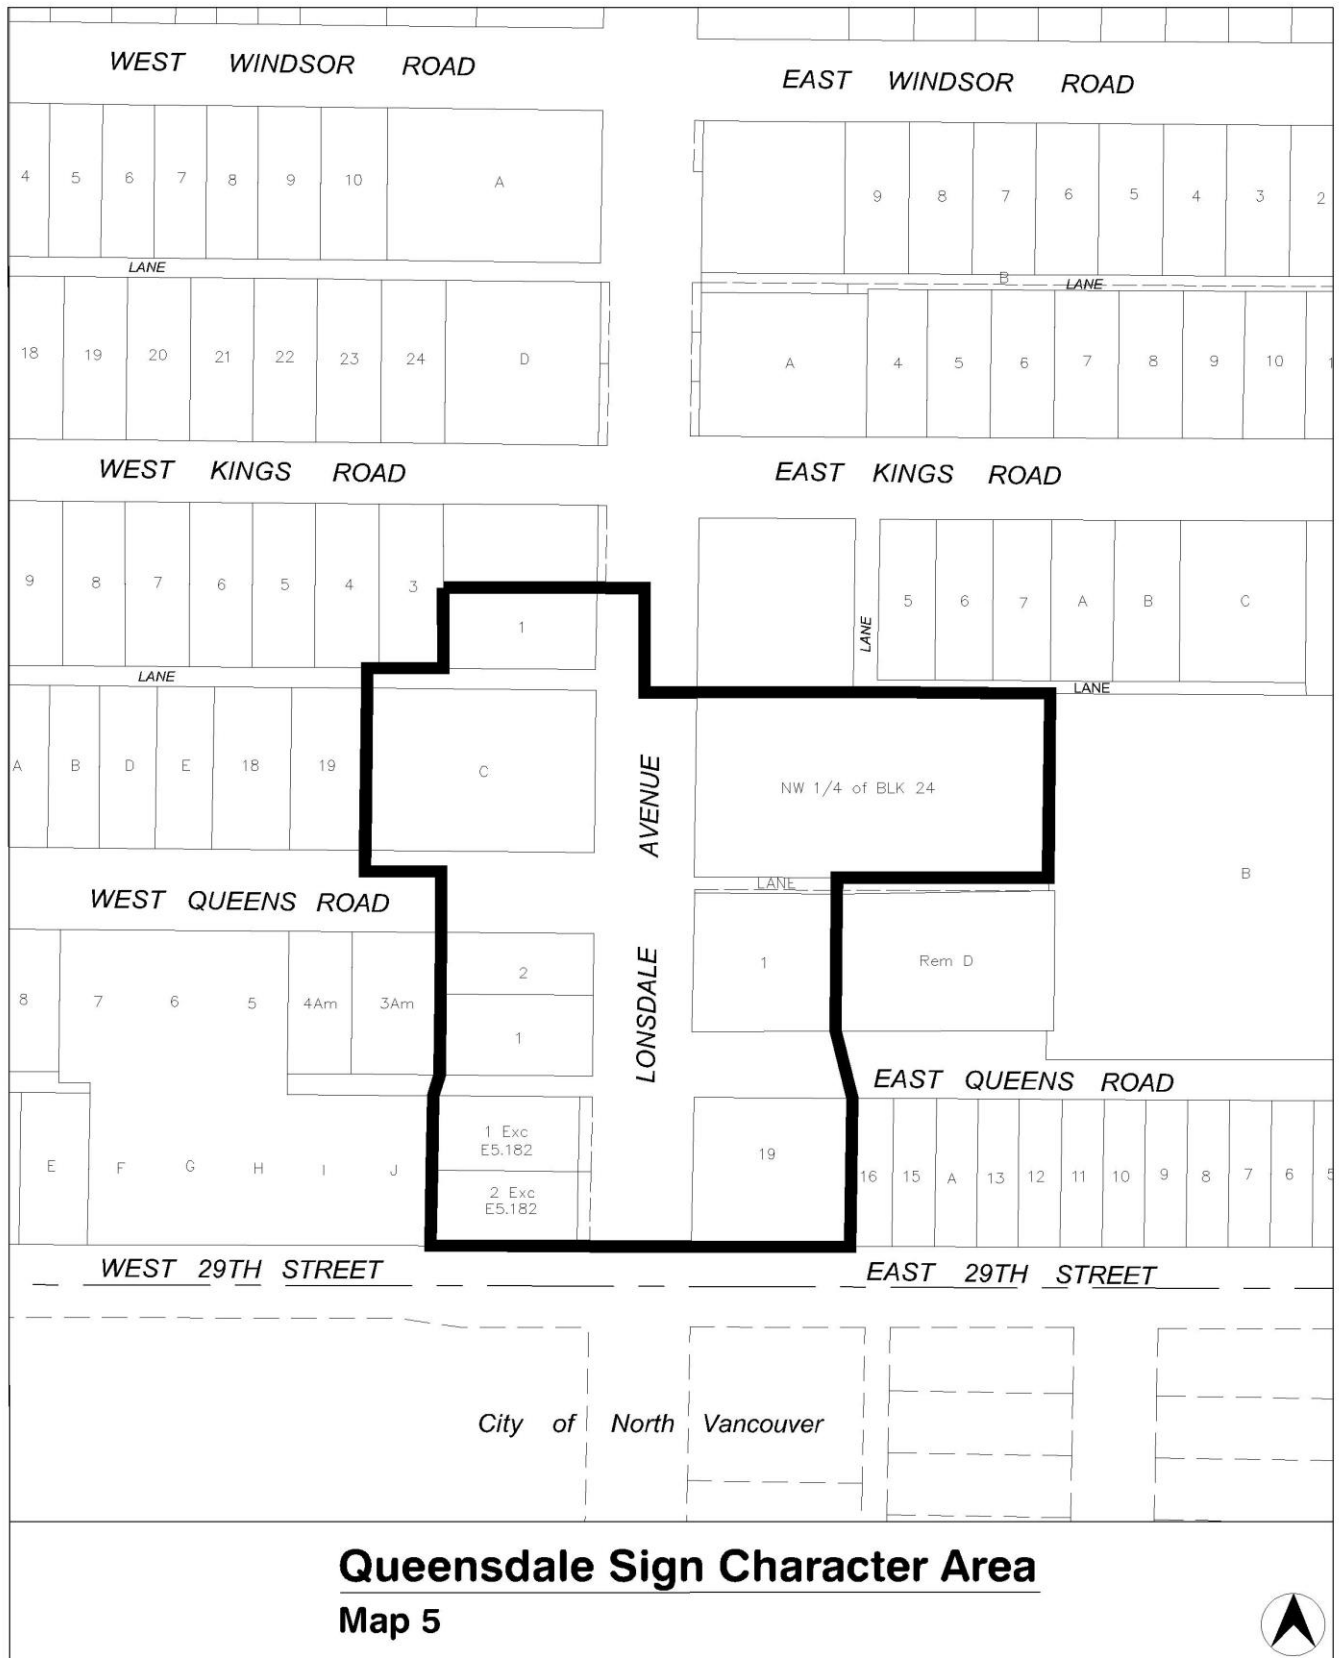 WEST WINDSOR ROAD
EAST WINDSOR ROAD
4 5 6 7 8 9 10 A
9 8 7 6 5 4 3 2
LANE
B LANE
18 19 20 21 22 23 24 D
A 4 5 6 7 8 9 10
WEST KINGS ROAD
EAST KINGS ROAD
9 8 7 6 5 4 3
1
5 6 7 A B C
LANE
LANE
LANE
A B D E 18 19 C
NW 1/4 of BLK 24
LONSDALE AVENUE
LANE
B
WEST QUEENS ROAD
8 7 6 5 4Am 3Am
2
1
1
Rem D
EAST QUEENS ROAD
E F G H I J
1 Exc
E5.182
2 Exc
E5.182
19
16 15 A 13 12 11 10 9 8 7 6 5
WEST 29TH STREET
EAST 29TH STREET
City of North Vancouver
Queensdale Sign Character Area
Map 5